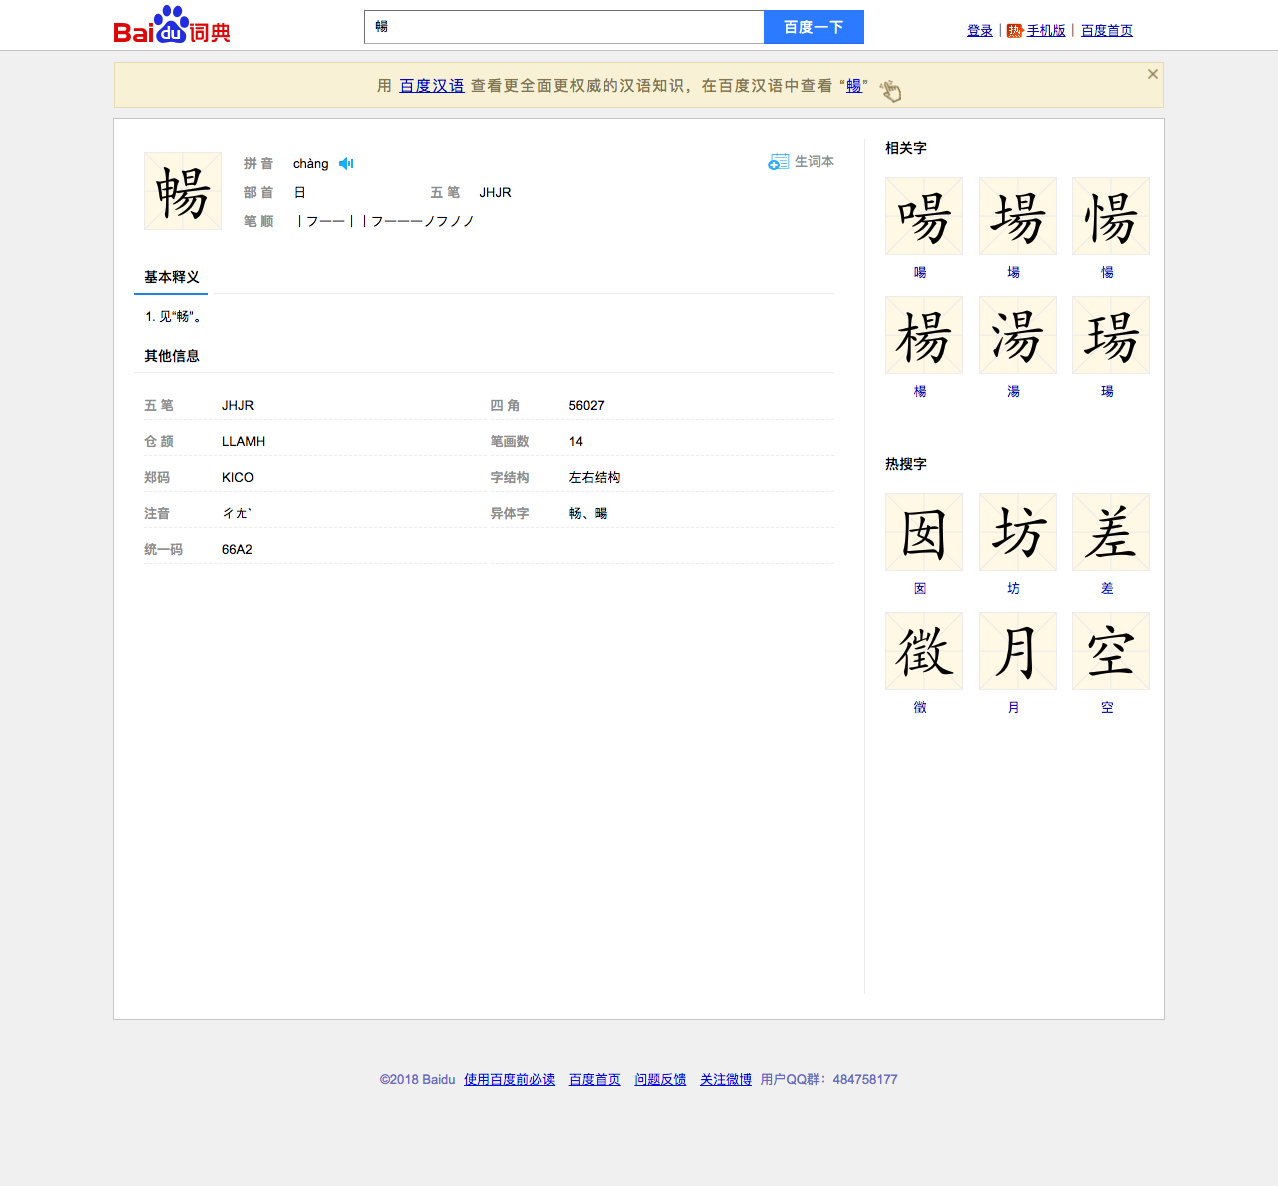 Baidu词典
暢
百度一下
登录 | 热 手机版 | 百度首页
用 百度汉语 查看更全面更权威的汉语知识，在百度汉语中查看 “暢”
暢
拼 音 chàng
生词本
部 首 日 五 笔 JHJR
笔 顺 丨フ一一丨丨フ一一一ノフノノ
基本释义
1. 见“畅”。
其他信息
五 笔 JHJR 四 角 56027
仓 颉 LLAMH 笔画数 14
郑码 KICO 字结构 左右结构
注音 ㄔㄤˋ 异体字 畅、晹
统一码 66A2
相关字
啺 場 愓
啺 場 愓
楊 湯 瑒
楊 湯 瑒
热搜字
囡 坊 差
囡 坊 差
徵 月 空
徵 月 空
©2018 Baidu 使用百度前必读 百度首页 问题反馈 关注微博 用户QQ群：484758177